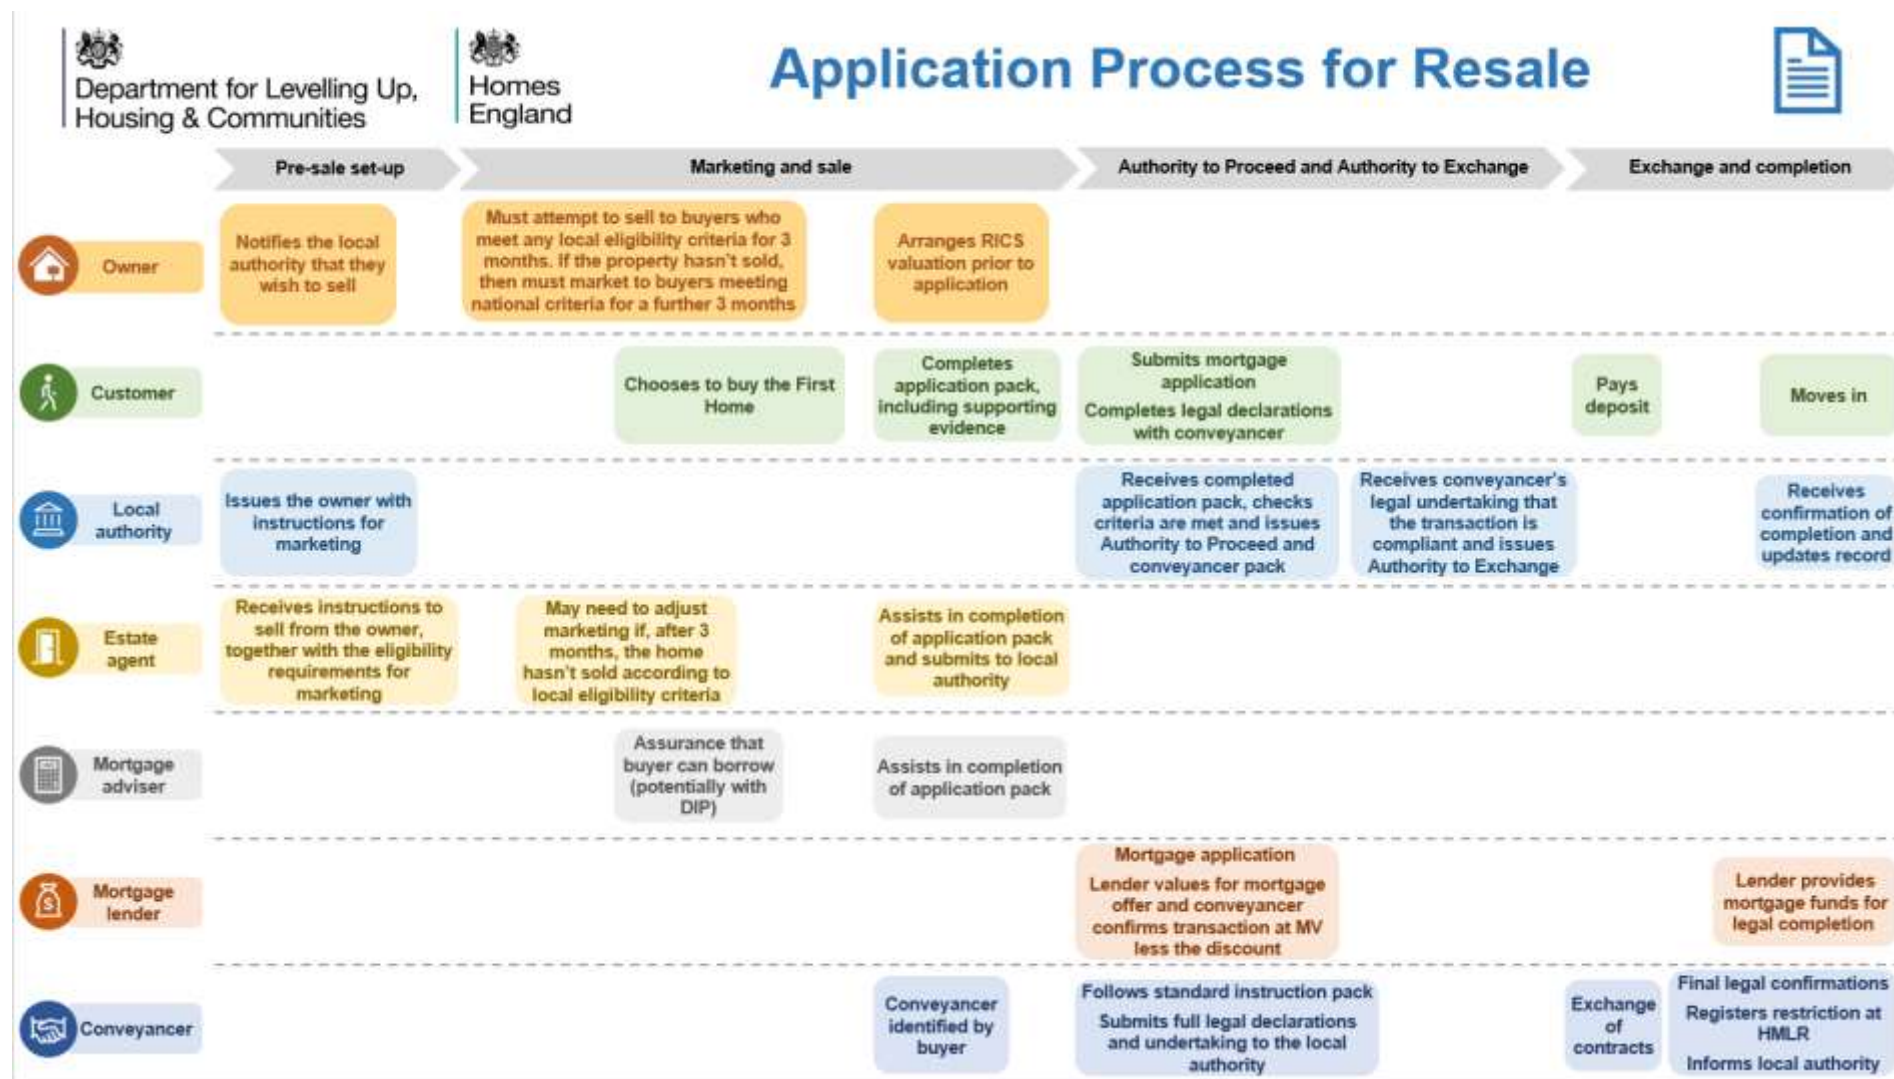 Department for Levelling Up,
Housing & Communities
Homes
England
Application Process for Resale
Pre-sale set-up
Marketing and sale
Authority to Proceed and Authority to Exchange
Exchange and completion
Owner
Notifies the local
authority that they
wish to sell
Must attempt to sell to buyers who
meet any local eligibility criteria for 3
months. If the property hasn't sold,
then must market to buyers meeting
national criteria for a further 3 months
Arranges RICS
valuation prior to
application
Customer
Chooses to buy the First
Home
Completes
application pack,
including supporting
evidence
Submits mortgage
application
Completes legal declarations
with conveyancer
Pays
deposit
Moves in
Local
authority
Issues the owner with
instructions for
marketing
Receives completed
application pack, checks
criteria are met and issues
Authority to Proceed and
conveyancer pack
Receives conveyancer's
legal undertaking that
the transaction is
compliant and issues
Authority to Exchange
Receives
confirmation of
completion and
updates record
Estate
agent
Receives instructions to
sell from the owner,
together with the eligibility
requirements for
marketing
May need to adjust
marketing if, after 3
months, the home
hasn't sold according to
local eligibility criteria
Assists in completion
of application pack
and submits to local
authority
Mortgage
adviser
Assurance that
buyer can borrow
(potentially with
DIP)
Assists in completion
of application pack
Mortgage
lender
Mortgage application
Lender values for mortgage
offer and conveyancer
confirms transaction at MV
less the discount
Lender provides
mortgage funds for
legal completion
Conveyancer
Conveyancer
identified by
buyer
Follows standard instruction pack
Submits full legal declarations
and undertaking to the local
authority
Exchange
of
contracts
Final legal confirmations
Registers restriction at
HMLR
Informs local authority